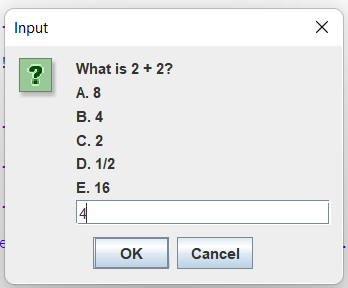 Input
What is 2 + 2?
A. 8
B. 4
C. 2
D. 1/2
E. 16
4
OK Cancel